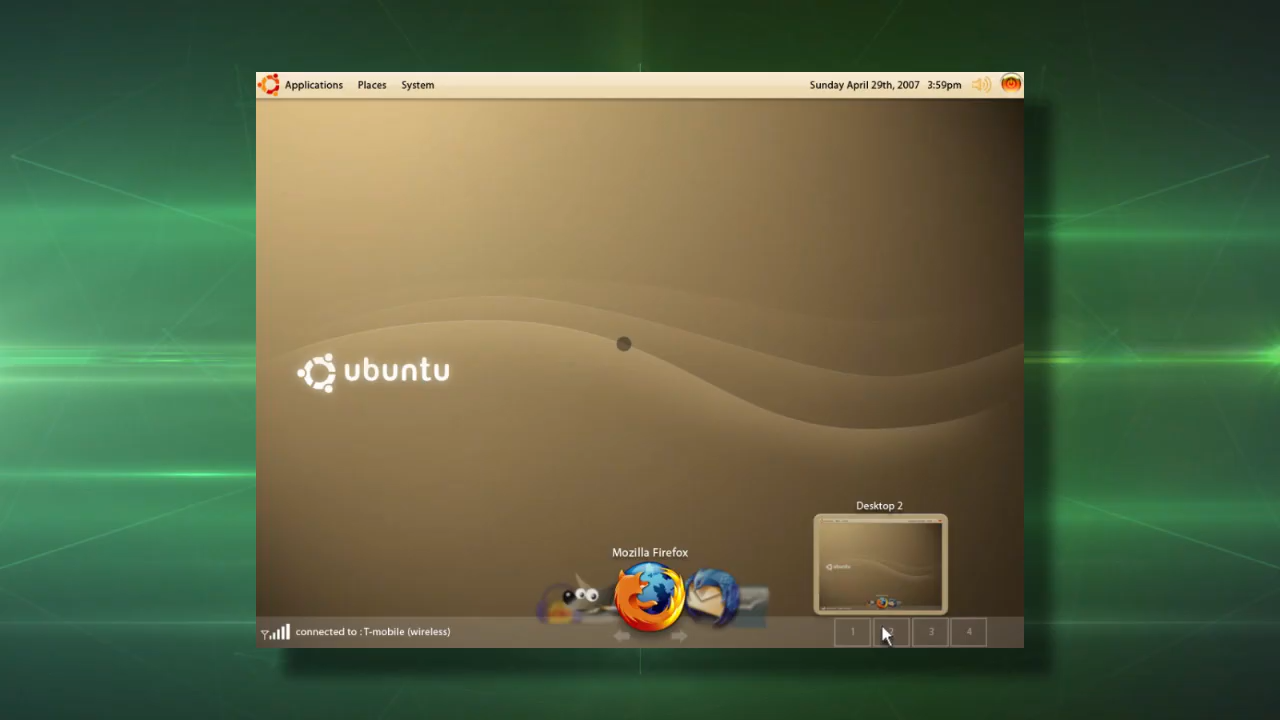 Applications Places System Sunday April 29th, 2007 3:59pm
ubuntu
Desktop 2
Mozilla Firefox
connected to : T-mobile (wireless) 1 2 3 4